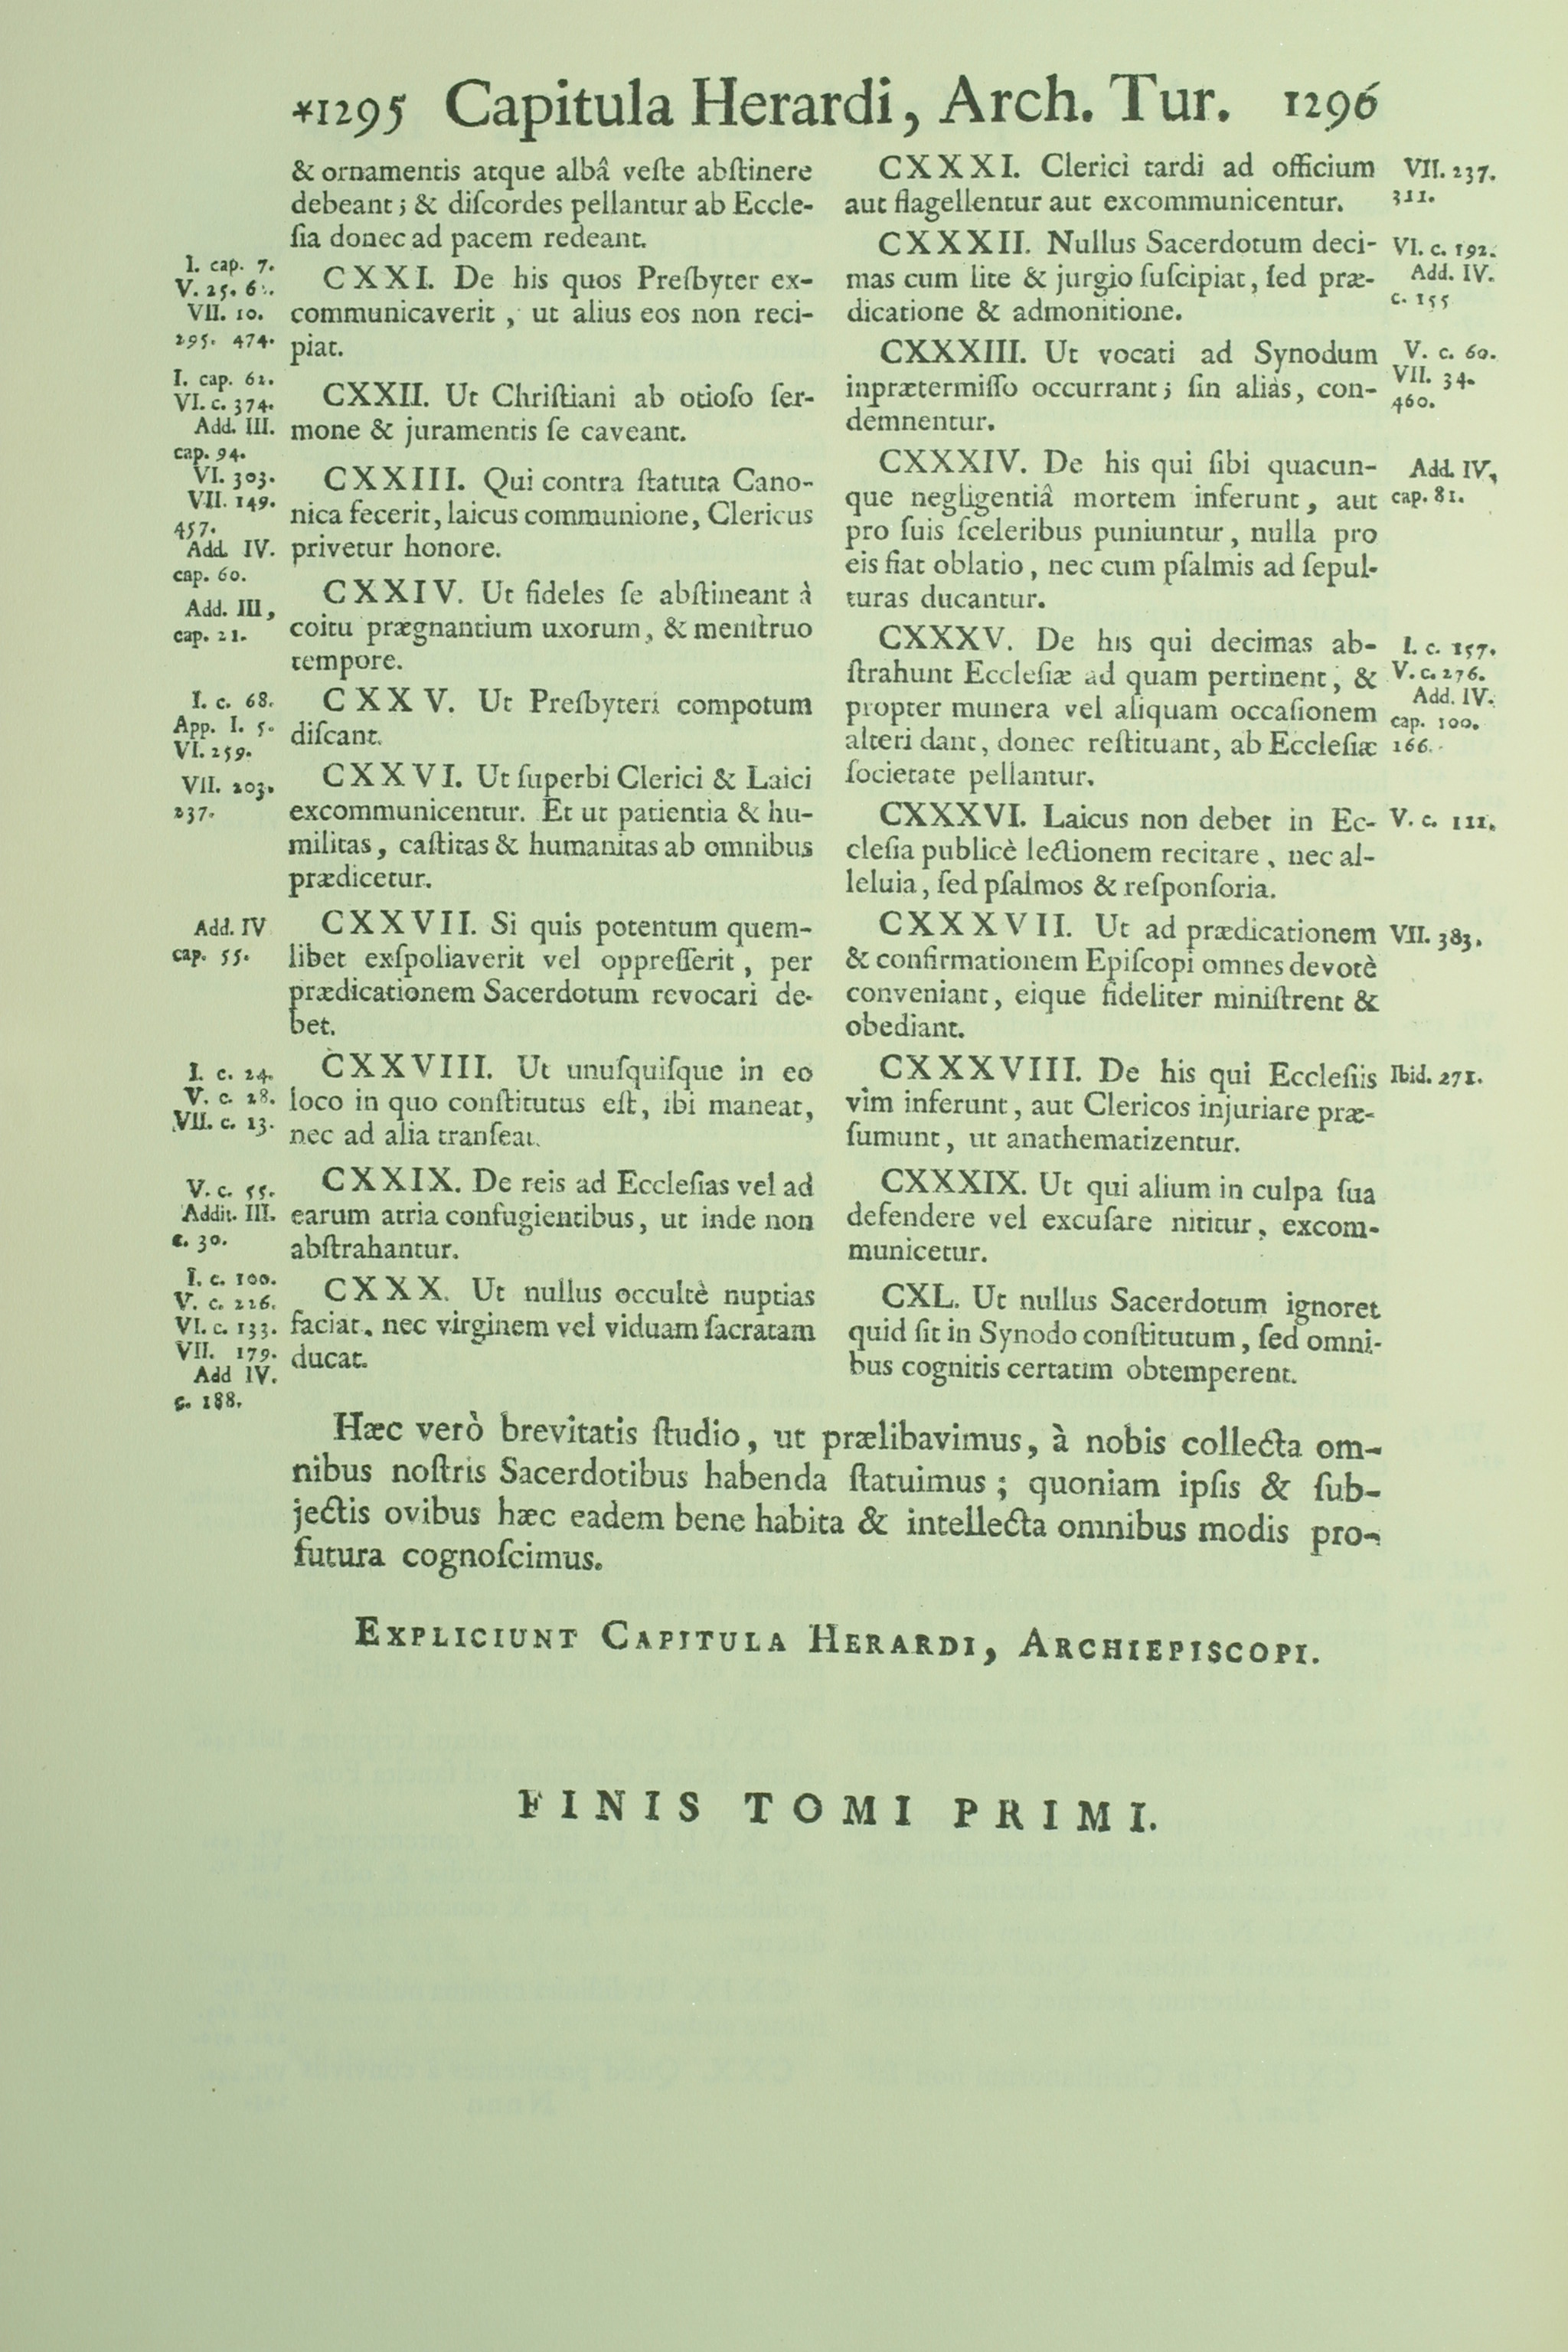 *1295 Capitula Herardi, Arch. Tur. 1296
& ornamentis atque albâ veſte abſtinere
debeant; & diſcordes pellantur ab Eccle-
ſia donec ad pacem redeant.
I. cap. 7.
V. 25. 6
VII. 10.
295. 474.
CXXI. De his quos Preſbyter ex-
communicaverit, ut alius eos non reci-
piat.
I. cap. 61.
VI. c. 374.
Add. III.
cap. 94.
CXXII. Ut Chriſtiani ab otioſo ſer-
mone & juramentis ſe caveant.
VI. 303.
VII. 149.
457.
Add. IV.
cap. 60.
CXXIII. Qui contra ſtatuta Cano-
nica fecerit, laicus communione, Clericus
privetur honore.
Add. III,
cap. 21.
CXXIV. Ut fideles ſe abſtineant à
coitu prægnantium uxorum, & menſtruo
tempore.
I. c. 68.
App. I. 5.
VI. 259.
CXXV. Ut Preſbyteri compotum
diſcant.
VII. 203.
237.
CXXVI. Ut ſuperbi Clerici & Laici
excommunicentur. Et ut patientia & hu-
militas, caſtitas & humanitas ab omnibus
prædicetur.
Add. IV
cap. 55.
CXXVII. Si quis potentum quem-
libet exſpoliaverit vel oppreſſerit, per
prædicationem Sacerdotum revocari de-
bet.
I. c. 24.
V. c. 28.
VII. c. 13.
CXXVIII. Ut unuſquiſque in eo
loco in quo conſtitutus eſt, ibi maneat,
nec ad alia tranſeat.
V. c. 55.
Addit. III.
c. 30.
CXXIX. De reis ad Eccleſias vel ad
earum atria confugientibus, ut inde non
abſtrahantur.
I. c. 100.
V. c. 226.
VI. c. 133.
VII. 179.
Add IV.
c. 188.
CXXX. Ut nullus occultè nuptias
faciat, nec virginem vel viduam ſacratam
ducat.
CXXXI. Clerici tardi ad officium
aut flagellentur aut excommunicentur.
VII. 237.
311.
CXXXII. Nullus Sacerdotum deci-
mas cum lite & jurgio ſuſcipiat, ſed præ-
dicatione & admonitione.
VI. c. 192.
Add. IV.
c. 155
CXXXIII. Ut vocati ad Synodum
inprætermiſſo occurrant; ſin aliàs, con-
demnentur.
V. c. 60.
VII. 34.
460.
CXXXIV. De his qui ſibi quacun-
que negligentiâ mortem inferunt, aut
pro ſuis ſceleribus puniuntur, nulla pro
eis fiat oblatio, nec cum pſalmis ad ſepul-
turas ducantur.
Add. IV,
cap. 81.
CXXXV. De his qui decimas ab-
ſtrahunt Eccleſiæ ad quam pertinent, &
propter munera vel aliquam occaſionem
alteri dant, donec reſtituant, ab Eccleſiæ
ſocietate pellantur.
I. c. 157.
V. c. 276.
Add. IV.
cap. 100.
166.
CXXXVI. Laicus non debet in Ec-
cleſia publicè lectionem recitare, nec al-
leluia, ſed pſalmos & reſponſoria.
V. c. 111.
CXXXVII. Ut ad prædicationem
& confirmationem Epiſcopi omnes devotè
conveniant, eique fideliter miniſtrent &
obediant.
VII. 383.
CXXXVIII. De his qui Eccleſiis
vim inferunt, aut Clericos injuriare præ-
ſumunt, ut anathematizentur.
Ibid. 271.
CXXXIX. Ut qui alium in culpa ſua
defendere vel excuſare nititur, excom-
municetur.
CXL. Ut nullus Sacerdotum ignoret
quid ſit in Synodo conſtitutum, ſed omni-
bus cognitis certatim obtemperent.
Hæc verò brevitatis ſtudio, ut prælibavimus, à nobis collecta om-
nibus noſtris Sacerdotibus habenda ſtatuimus; quoniam ipſis & ſub-
jectis ovibus hæc eadem bene habita & intellecta omnibus modis pro-
futura cognoſcimus.
EXPLICIUNT CAPITULA HERARDI, ARCHIEPISCOPI.
FINIS TOMI PRIMI.